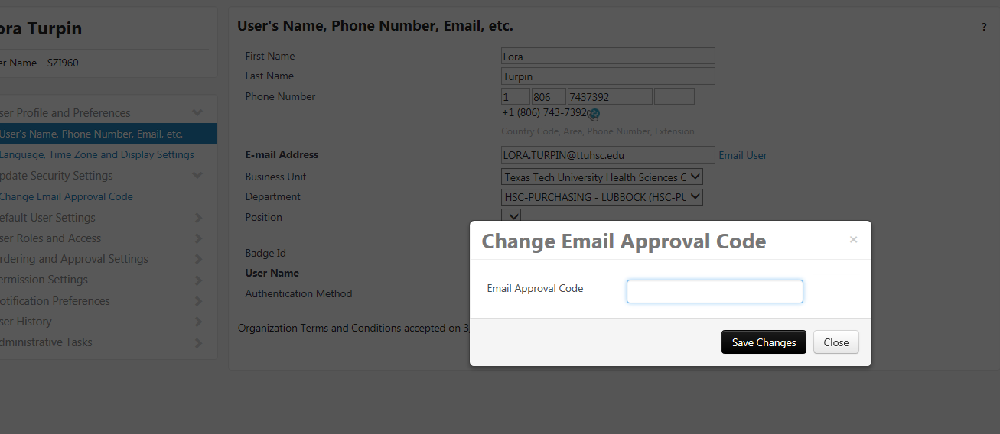 ora Turpin
er Name SZI960
ser Profile and Preferences
User's Name, Phone Number, Email, etc.
Language, Time Zone and Display Settings
pdate Security Settings
Change Email Approval Code
efault User Settings
ser Roles and Access
rdering and Approval Settings
ermission Settings
otification Preferences
ser History
dministrative Tasks
User's Name, Phone Number, Email, etc. ?
First Name Lora
Last Name Turpin
Phone Number 1 806 7437392
+1 (806) 743-7392
Country Code, Area, Phone Number, Extension
E-mail Address LORA.TURPIN@ttuhsc.edu Email User
Business Unit Texas Tech University Health Sciences C
Department HSC-PURCHASING - LUBBOCK (HSC-PU
Position
Badge Id
User Name
Authentication Method
Organization Terms and Conditions accepted on 3/
Change Email Approval Code ×
Email Approval Code
Save Changes Close